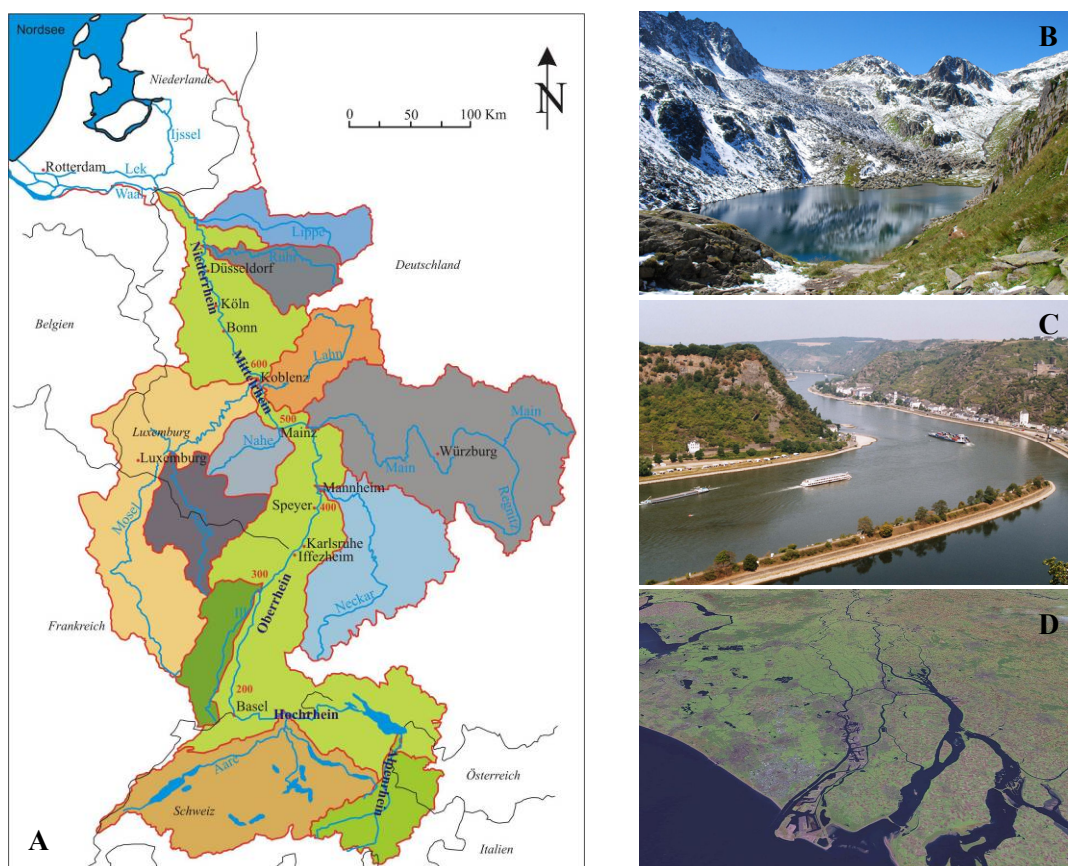 Nordsee
Niederlande
Ijssel
0 50 100 Km
N
Rotterdam
Lek
Waal
Lippe
Ruhr
Deutschland
Düsseldorf
Niederrhein
Köln
Bonn
Belgien
Mittelrhein
600
Lahn
Koblenz
500
Main
Luxemburg
Nahe
Mainz
Luxemburg
Würzburg
Main
Mannheim
Regnitz
Mosel
Speyer
400
Karlsruhe
Iffezheim
300
Ill
Oberrhein
Neckar
Frankreich
200
Basel
Hochrhein
Alpenrhein
Aare
Österreich
Schweiz
Italien
A
B
C
D